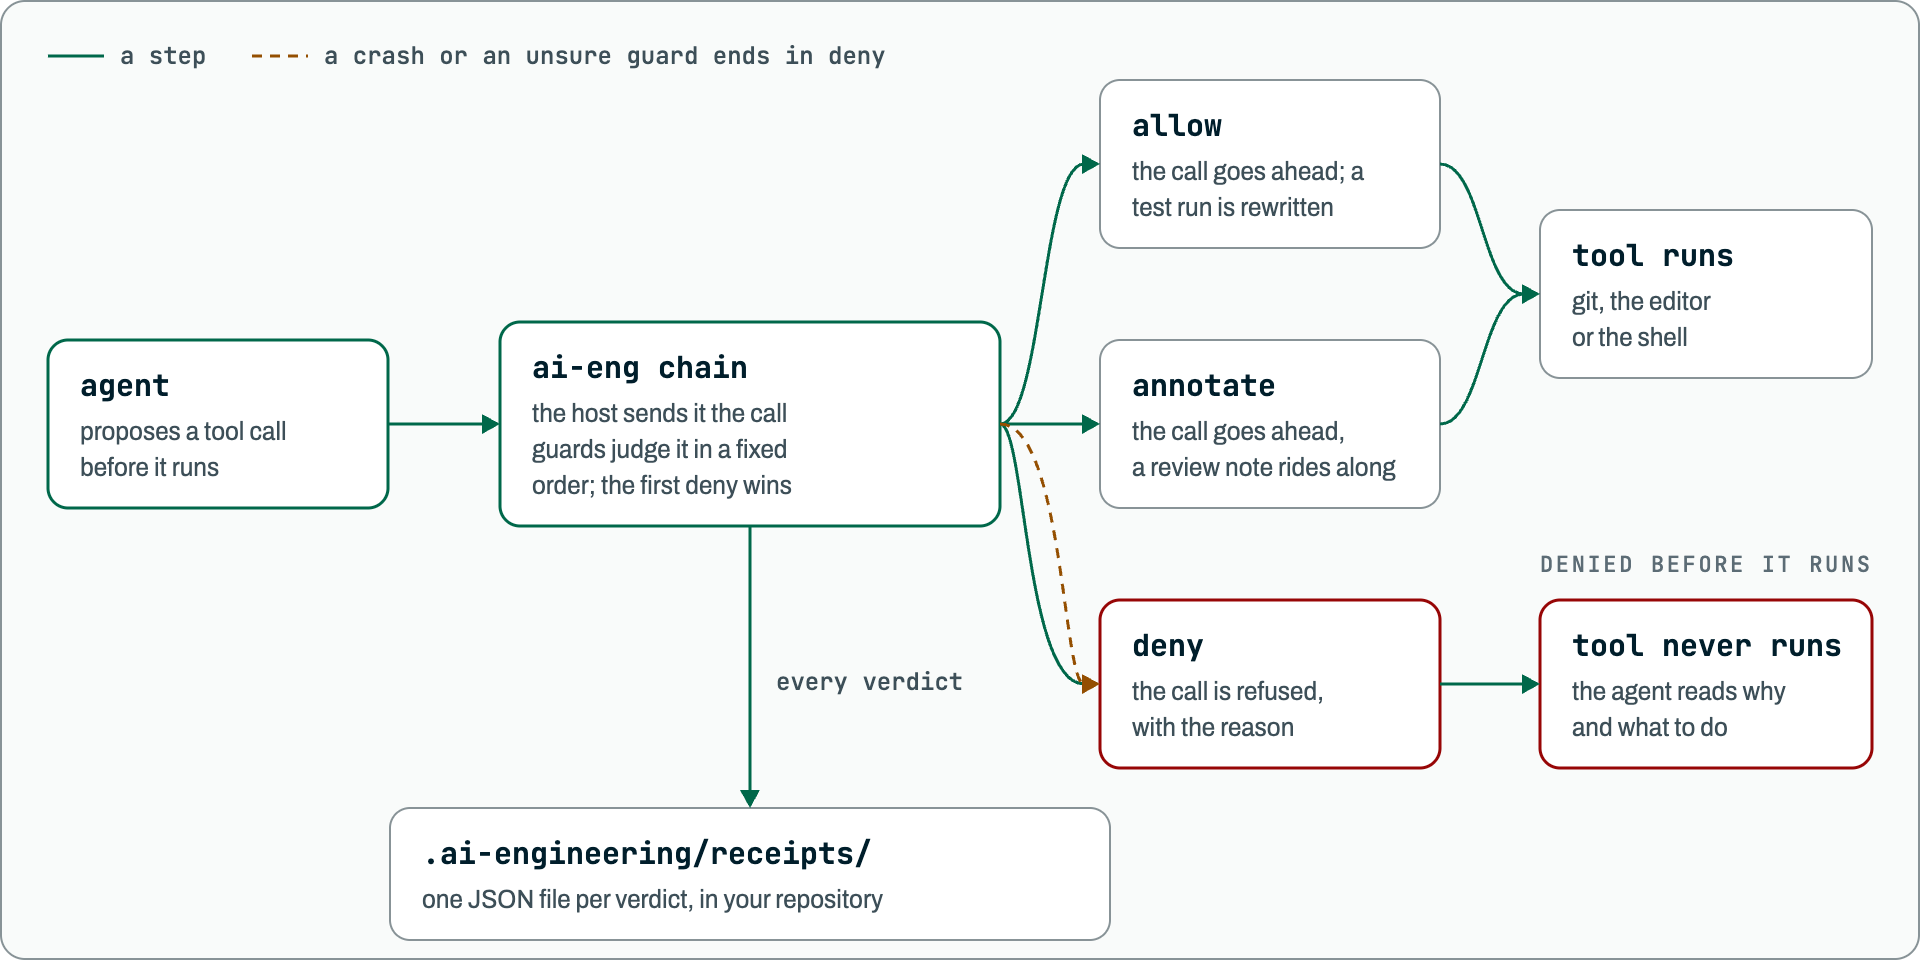 a step
a crash or an unsure guard ends in deny
allow
the call goes ahead; a
test run is rewritten
tool runs
git, the editor
or the shell
agent
proposes a tool call
before it runs
ai-eng chain
the host sends it the call
guards judge it in a fixed
order; the first deny wins
annotate
the call goes ahead,
a review note rides along
DENIED BEFORE IT RUNS
deny
the call is refused,
with the reason
tool never runs
the agent reads why
and what to do
every verdict
.ai-engineering/receipts/
one JSON file per verdict, in your repository